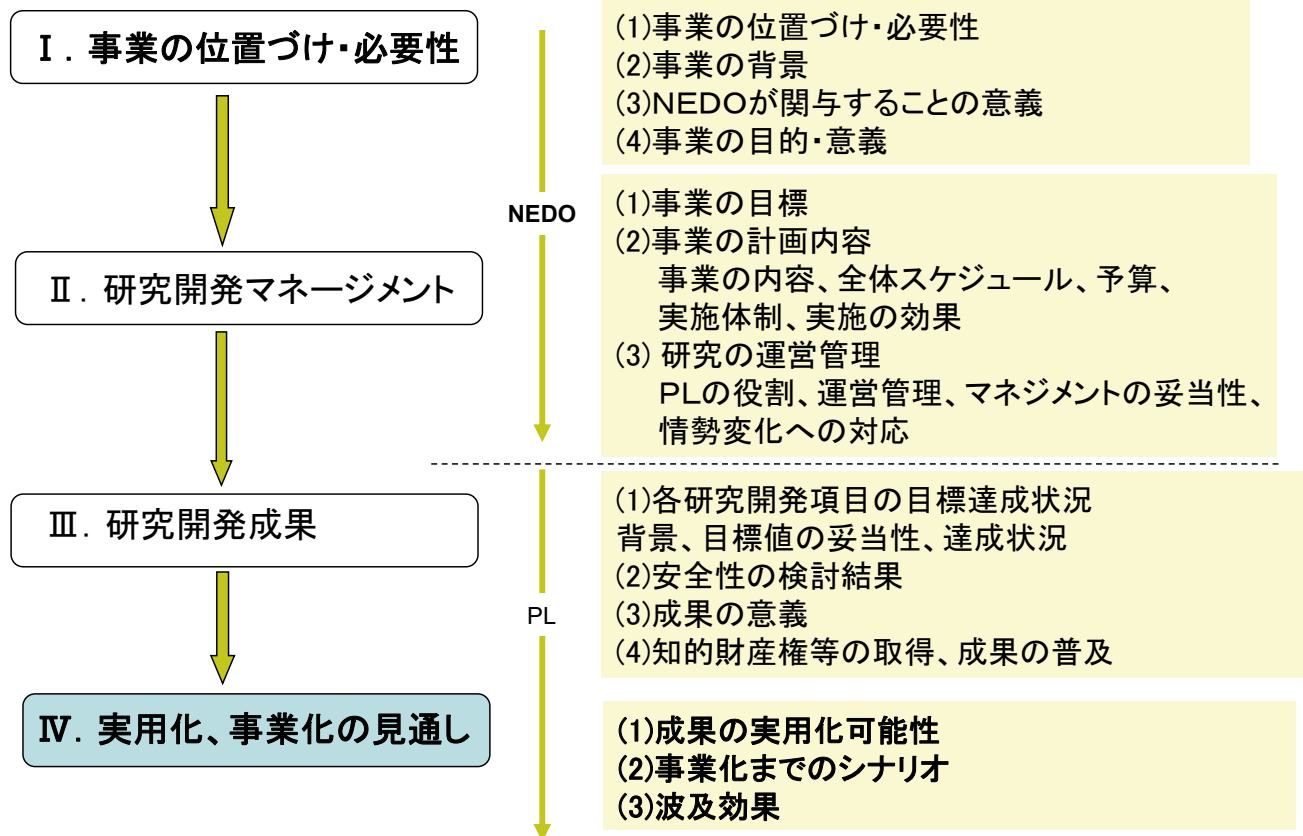 Ⅰ．事業の位置づけ・必要性
(1)事業の位置づけ・必要性
(2)事業の背景
(3)NEDOが関与することの意義
(4)事業の目的・意義
NEDO
Ⅱ．研究開発マネージメント
(1)事業の目標
(2)事業の計画内容
事業の内容、全体スケジュール、予算、
実施体制、実施の効果
(3) 研究の運営管理
PLの役割、運営管理、マネジメントの妥当性、
情勢変化への対応
Ⅲ．研究開発成果
(1)各研究開発項目の目標達成状況
背景、目標値の妥当性、達成状況
(2)安全性の検討結果
(3)成果の意義
(4)知的財産権等の取得、成果の普及
PL
Ⅳ．実用化、事業化の見通し
(1)成果の実用化可能性
(2)事業化までのシナリオ
(3)波及効果